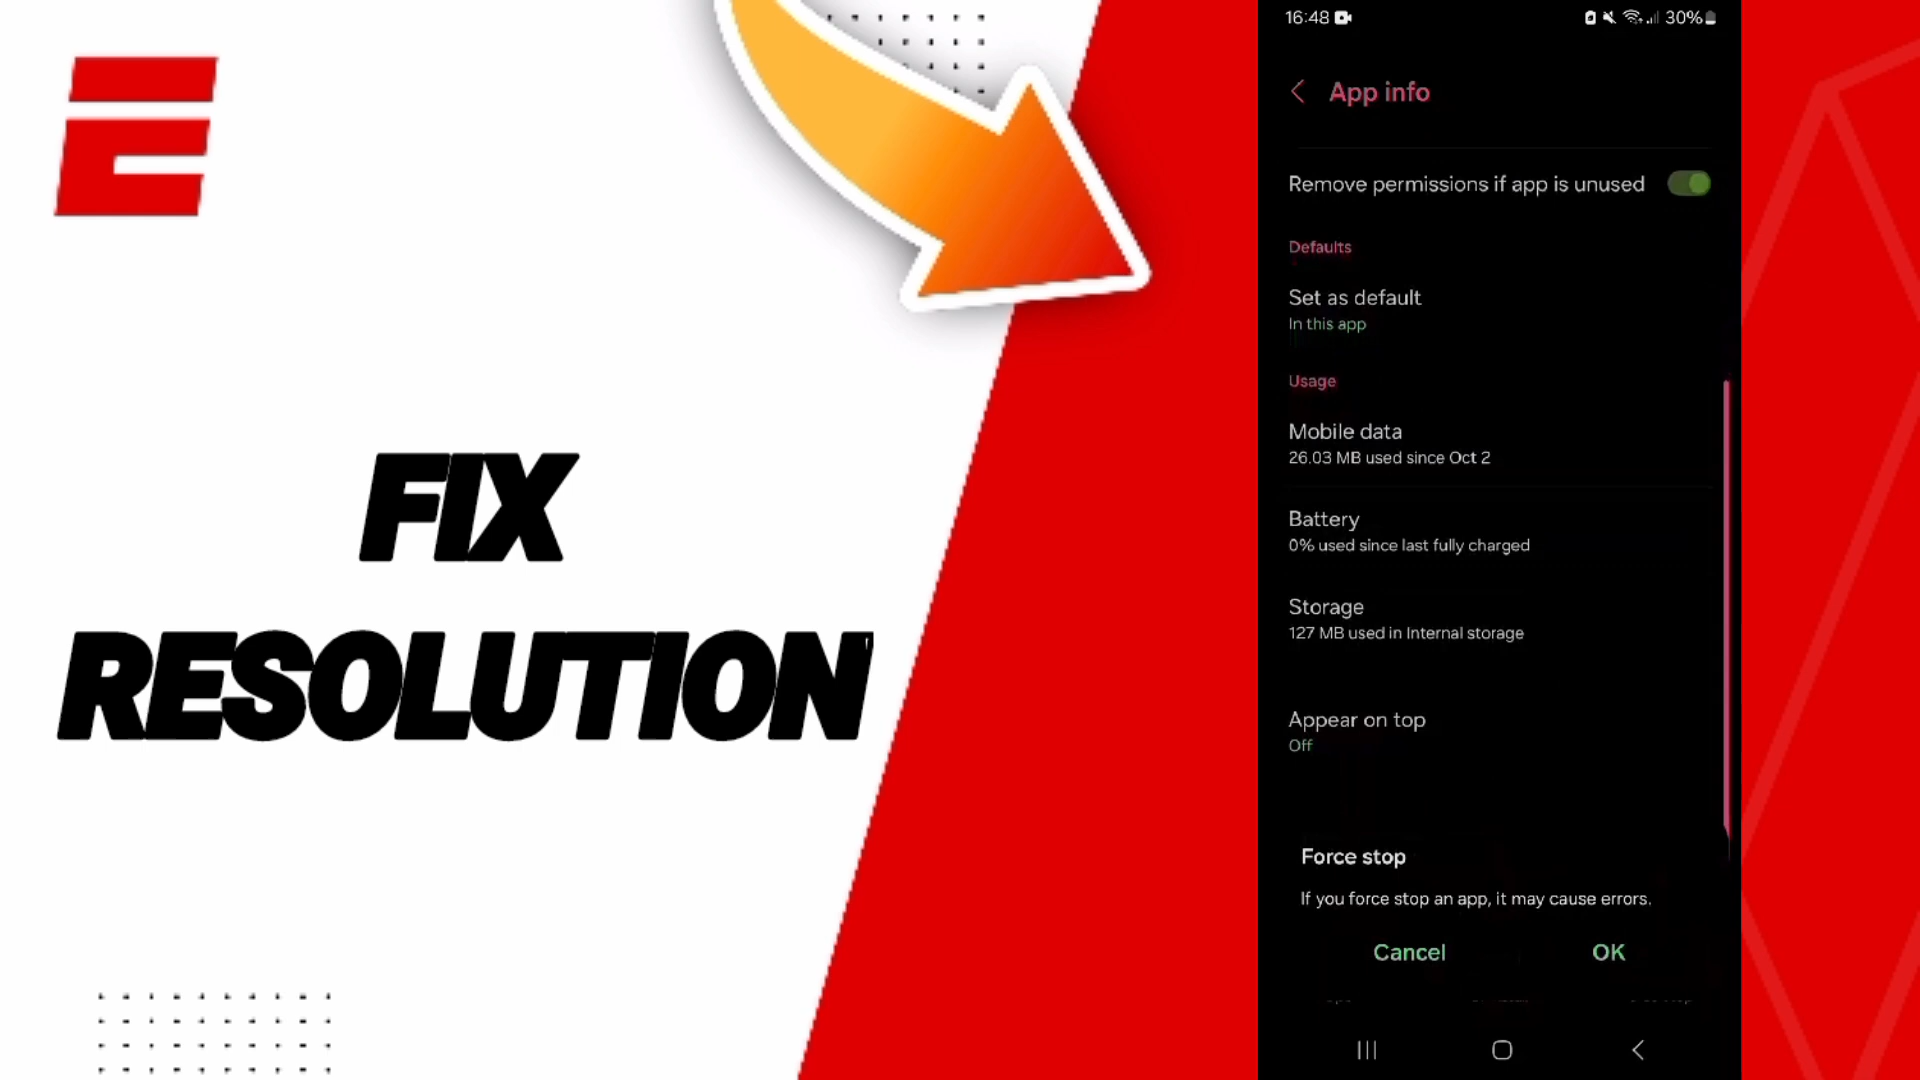 FIX
RESOLUTION
16:48
30%
App info
Remove permissions if app is unused
Defaults
Set as default
In this app
Usage
Mobile data
26.03 MB used since Oct 2
Battery
0% used since last fully charged
Storage
127 MB used in Internal storage
Appear on top
Off
Force stop
If you force stop an app, it may cause errors.
Cancel
OK